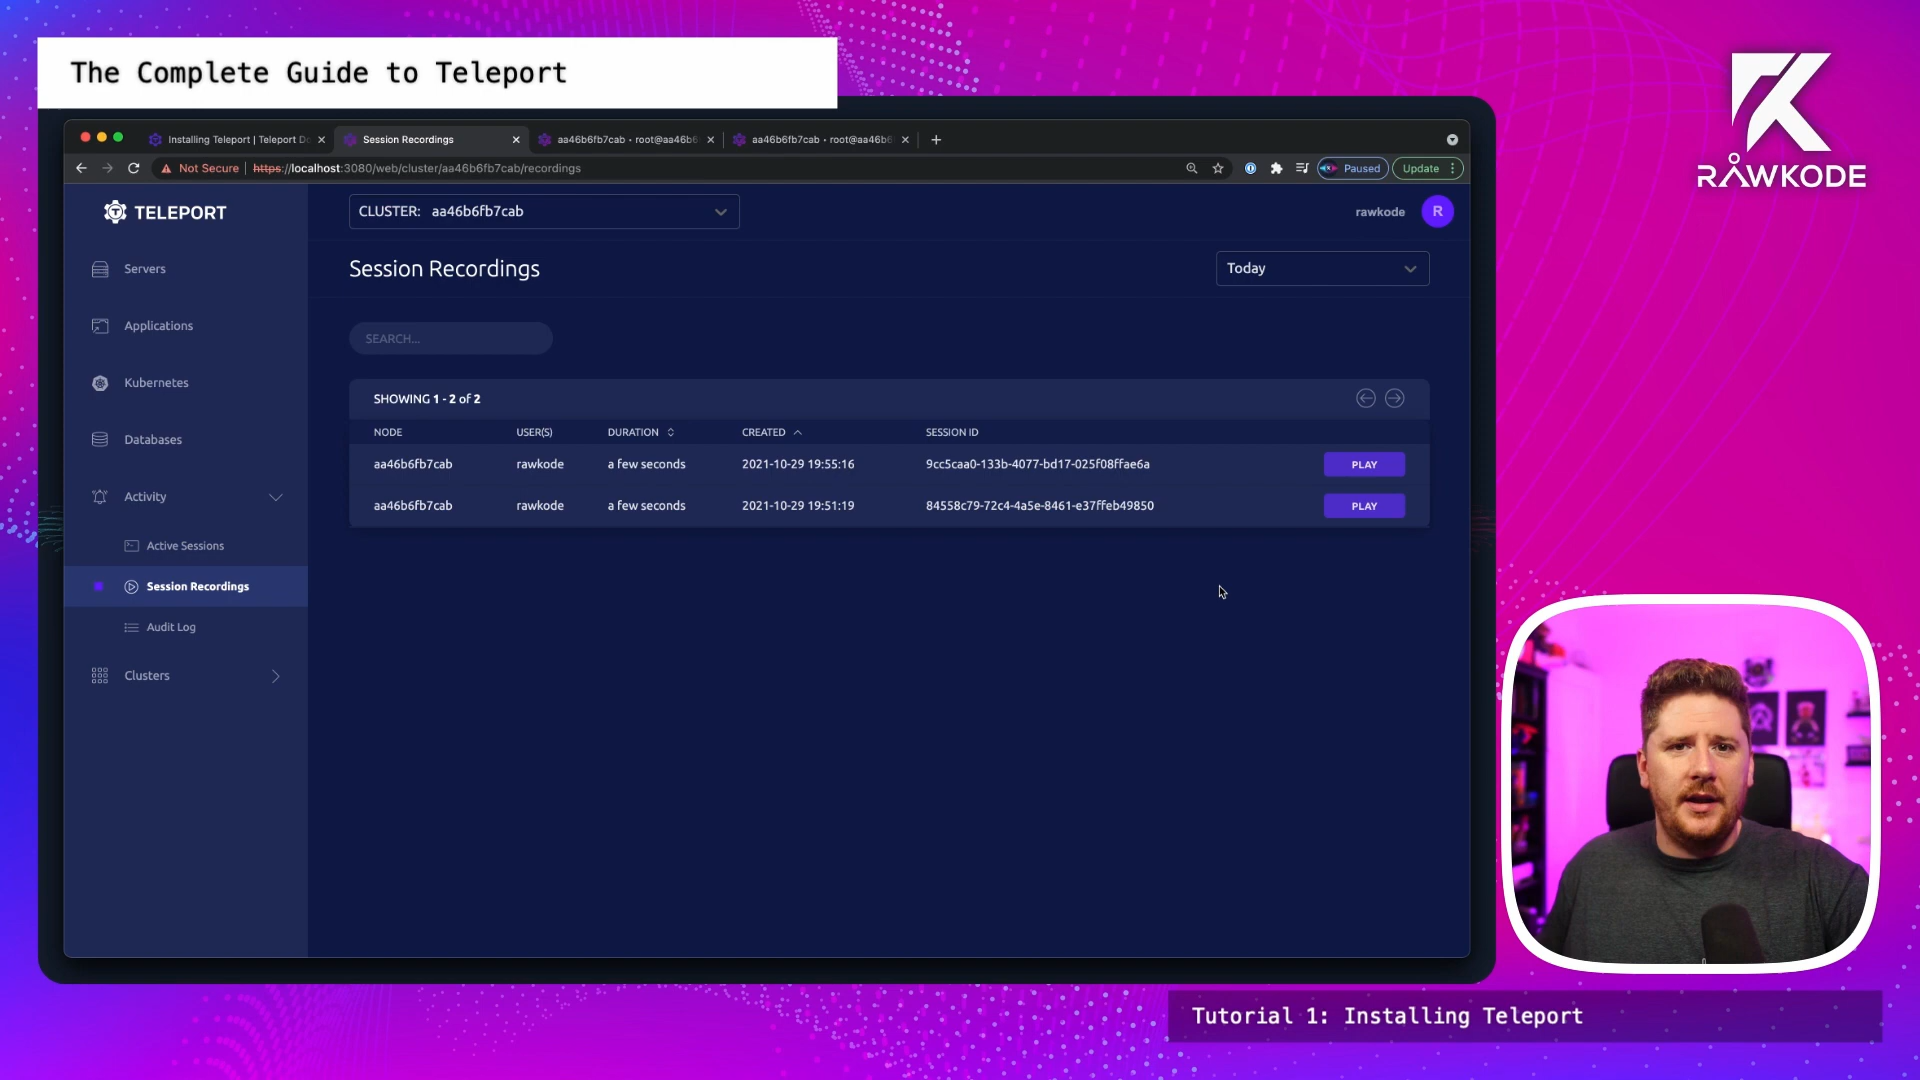 The Complete Guide to Teleport
RAWKODE
Installing Teleport | Teleport Do
Session Recordings
aa46b6fb7cab • root@aa46b6
aa46b6fb7cab • root@aa46b6
Not Secure
https://localhost:3080/web/cluster/aa46b6fb7cab/recordings
Paused
Update
TELEPORT
CLUSTER: aa46b6fb7cab
rawkode
R
Servers
Applications
Kubernetes
Databases
Activity
Active Sessions
Session Recordings
Audit Log
Clusters
Session Recordings
Today
SEARCH...
SHOWING 1 - 2 of 2
NODE USER(S) DURATION CREATED SESSION ID
aa46b6fb7cab rawkode a few seconds 2021-10-29 19:55:16 9cc5caa0-133b-4077-bd17-025f08ffae6a PLAY
aa46b6fb7cab rawkode a few seconds 2021-10-29 19:51:19 84558c79-72c4-4a5e-8461-e37ffeb49850 PLAY
Tutorial 1: Installing Teleport